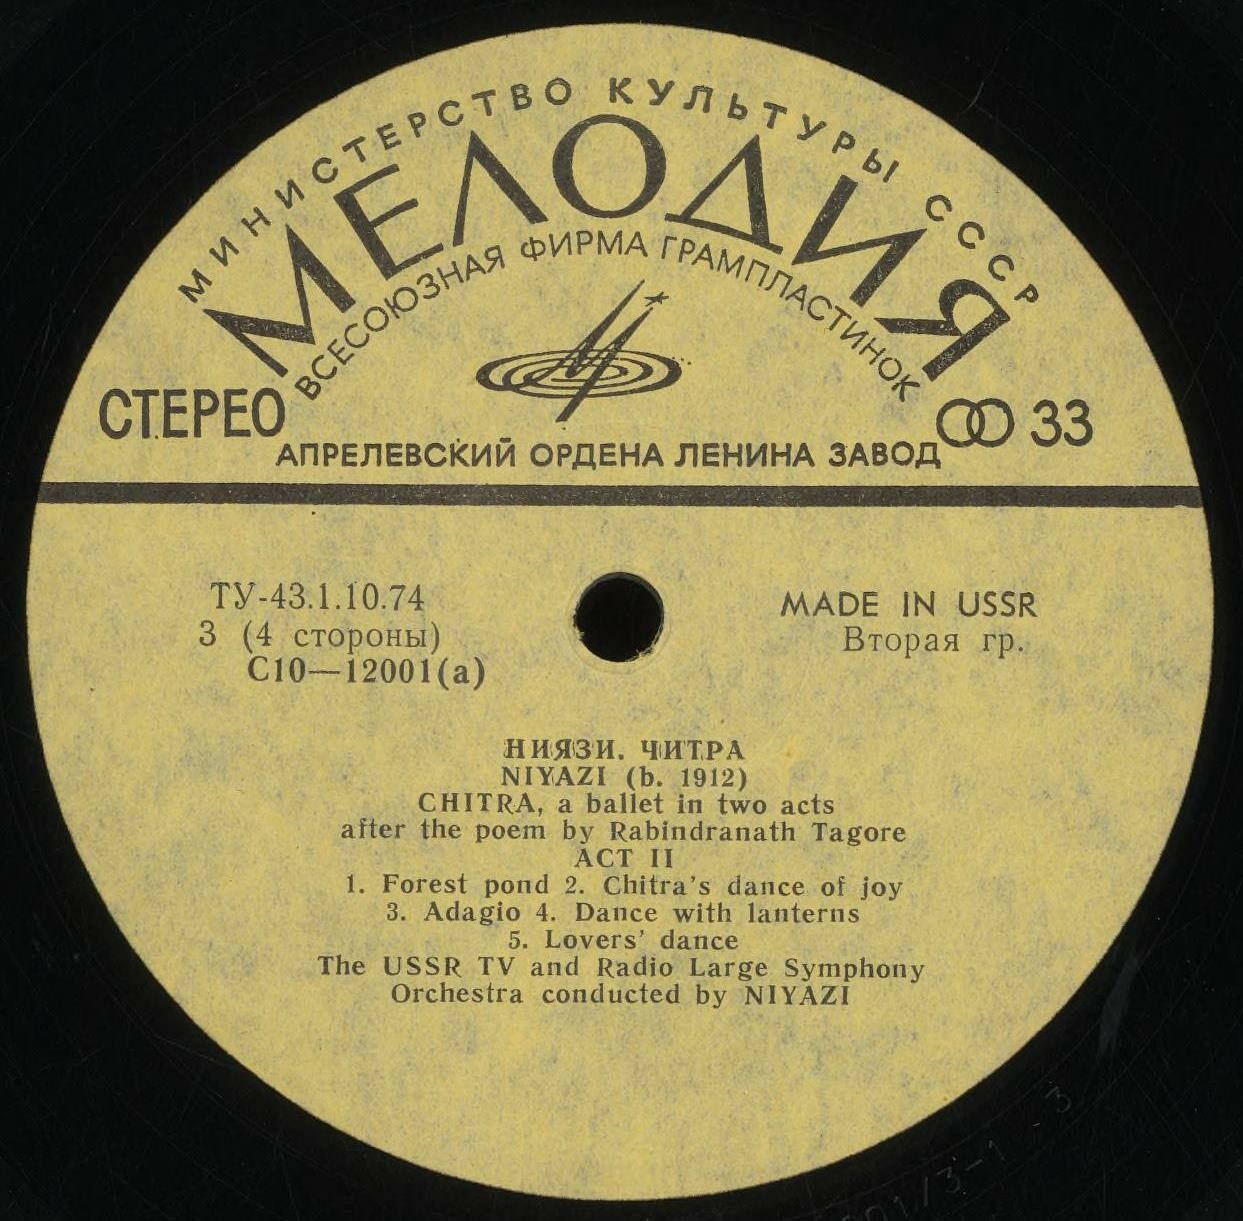 МИНИСТЕРСТВО КУЛЬТУРЫ СССР
МЕЛОДИЯ
ВСЕСОЮЗНАЯ ФИРМА ГРАМПЛАСТИНОК
СТЕРЕО
33
АПРЕЛЕВСКИЙ ОРДЕНА ЛЕНИНА ЗАВОД
ТУ-43.1.10.74
MADE IN USSR
3 (4 стороны)
Вторая гр.
С10—12001(а)
НИЯЗИ. ЧИТРА
NIYAZI (b. 1912)
CHITRA, a ballet in two acts
after the poem by Rabindranath Tagore
ACT II
1. Forest pond 2. Chitra's dance of joy
3. Adagio 4. Dance with lanterns
5. Lovers' dance
The USSR TV and Radio Large Symphony
Orchestra conducted by NIYAZI